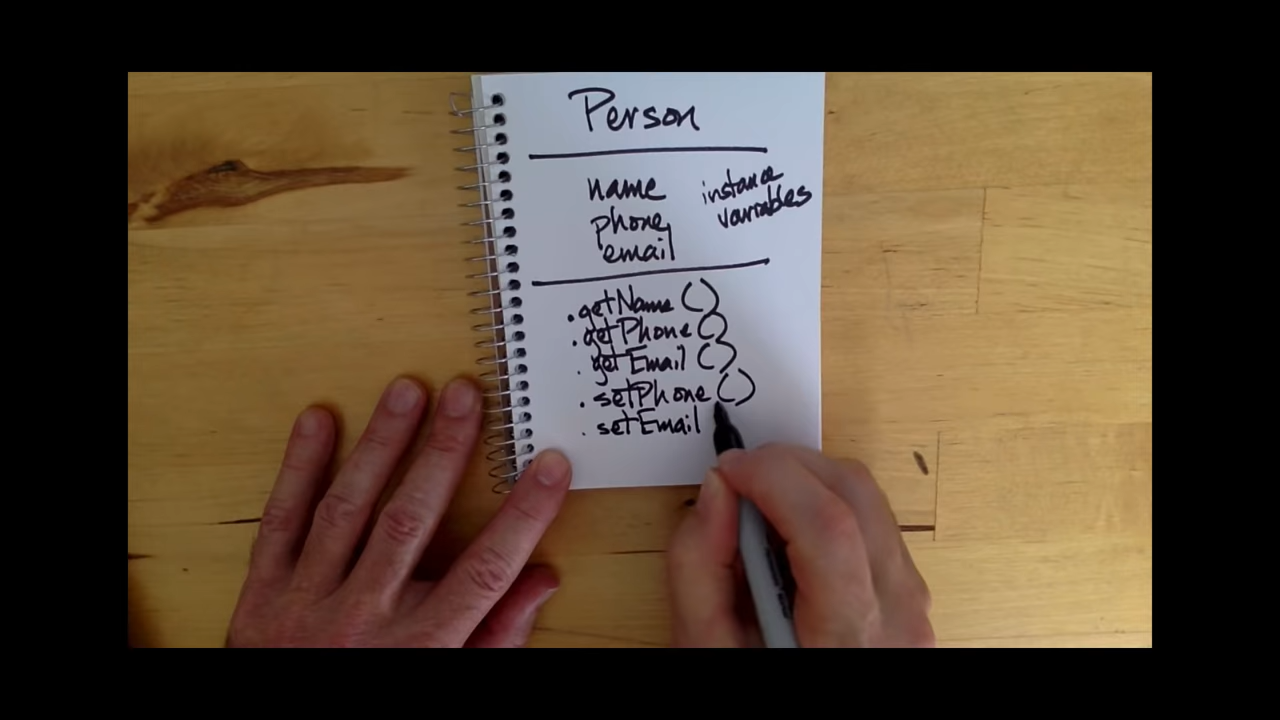 Person
name
phone
email
instance
variables
.getName ()
.getPhone ()
.getEmail ()
.setPhone ()
.setEmail